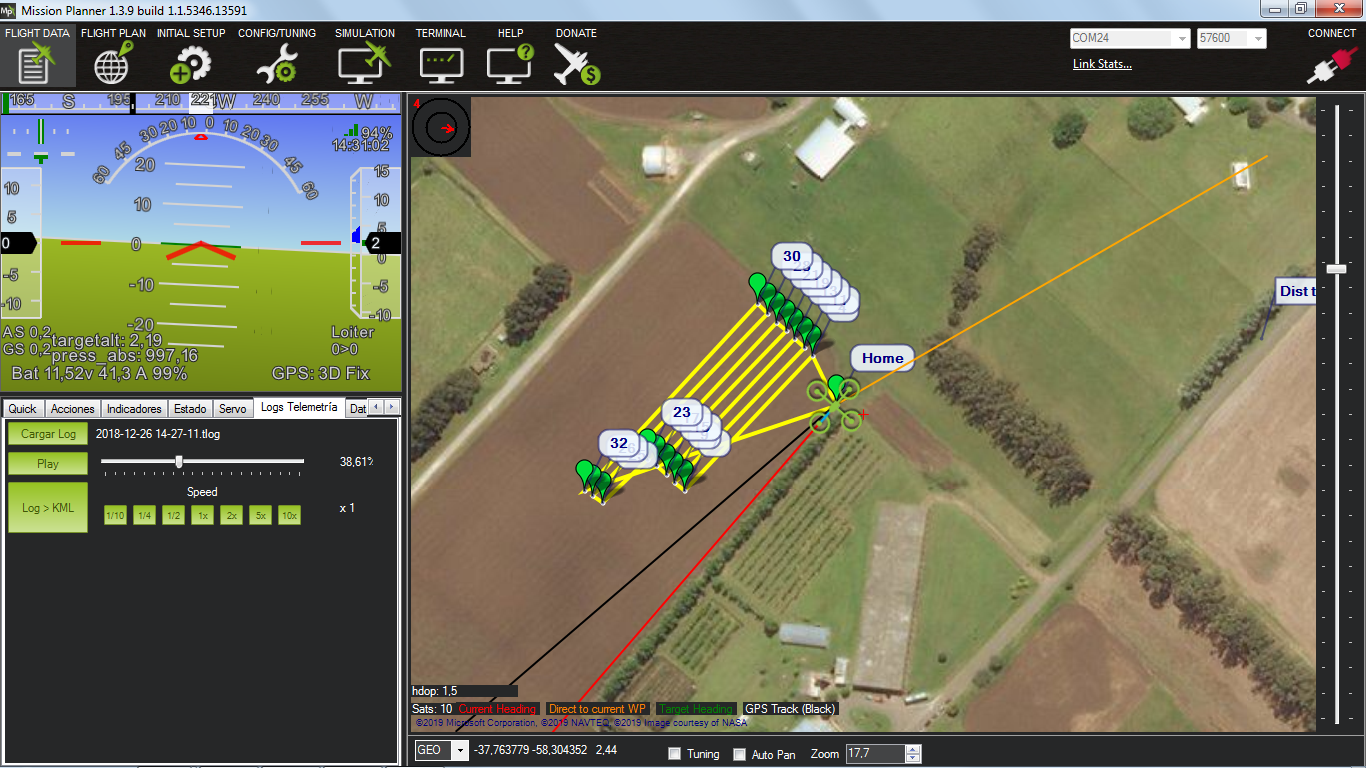 Mission Planner 1.3.9 build 1.1.5346.13591
FLIGHT DATA FLIGHT PLAN INITIAL SETUP CONFIG/TUNING SIMULATION TERMINAL HELP DONATE
COM24 57600 CONNECT
Link Stats...
165 S 195 210 221 W 240 255 W
60 45 30 20 10 0 10 20 30 45 60
94%
14:31:02
20
10
0
-10
-20
10
5
0
-5
-10
15
10
5
2
0
-5
-10
AS 0,2
GS 0,2
targetalt: 2,19
press_abs: 997,16
Loiter
0>0
Bat 11,52v 41,3 A 99% GPS: 3D Fix
Quick Acciones Indicadores Estado Servo Logs Telemetría Dat
Cargar Log 2018-12-26 14-27-11.tlog
Play 38,61%
Log > KML
Speed
1/10 1/4 1/2 1x 2x 5x 10x
x 1
4
30
Dist t
Home
23
32
hdop: 1,5
Sats: 10 Current Heading Direct to current WP Target Heading GPS Track (Black)
©2019 Microsoft Corporation, ©2019 NAVTEQ, ©2019 Image courtesy of NASA
GEO -37,763779 -58,304352 2,44 Tuning Auto Pan Zoom 17,7